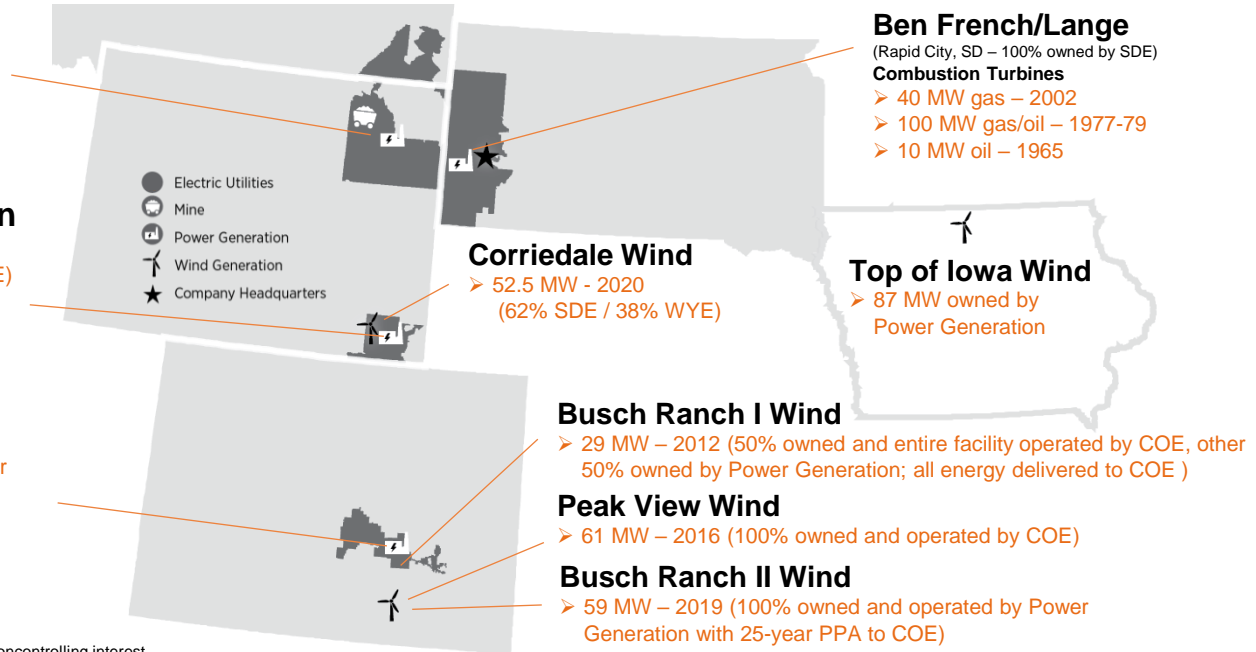 Ben French/Lange
(Rapid City, SD – 100% owned by SDE)
Combustion Turbines
➢ 40 MW gas – 2002
➢ 100 MW gas/oil – 1977-79
➢ 10 MW oil – 1965
Electric Utilities
Mine
Power Generation
Wind Generation
Company Headquarters
n
E)
Corriedale Wind
➢ 52.5 MW - 2020
(62% SDE / 38% WYE)
Top of Iowa Wind
➢ 87 MW owned by
Power Generation
r
Busch Ranch I Wind
➢ 29 MW – 2012 (50% owned and entire facility operated by COE, other
50% owned by Power Generation; all energy delivered to COE )
Peak View Wind
➢ 61 MW – 2016 (100% owned and operated by COE)
Busch Ranch II Wind
➢ 59 MW – 2019 (100% owned and operated by Power
Generation with 25-year PPA to COE)
oncontrolling interest